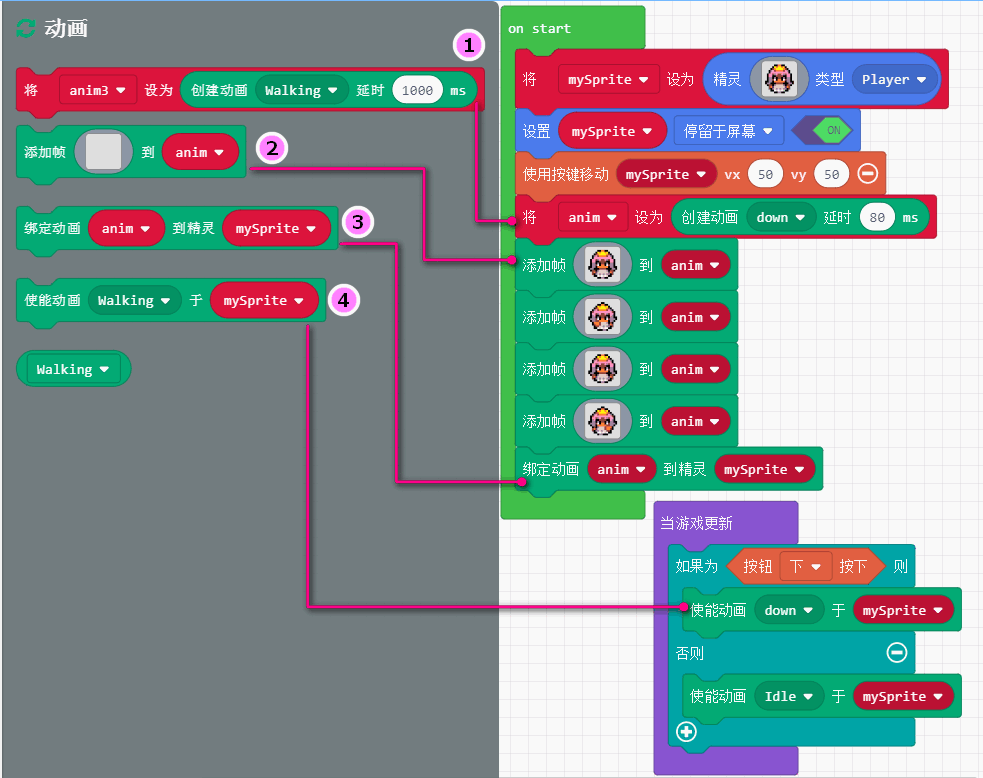 动画
1
将 anim3 设为 创建动画 Walking 延时 1000 ms
添加帧 到 anim
2
绑定动画 anim 到精灵 mySprite
3
使能动画 Walking 于 mySprite
4
Walking
on start
将 mySprite 设为 精灵 类型 Player
设置 mySprite 停留于屏幕 ON
使用按键移动 mySprite vx 50 vy 50
将 anim 设为 创建动画 down 延时 80 ms
添加帧 到 anim
添加帧 到 anim
添加帧 到 anim
添加帧 到 anim
绑定动画 anim 到精灵 mySprite
当游戏更新
如果为 按钮 下 按下 则
使能动画 down 于 mySprite
否则
使能动画 Idle 于 mySprite